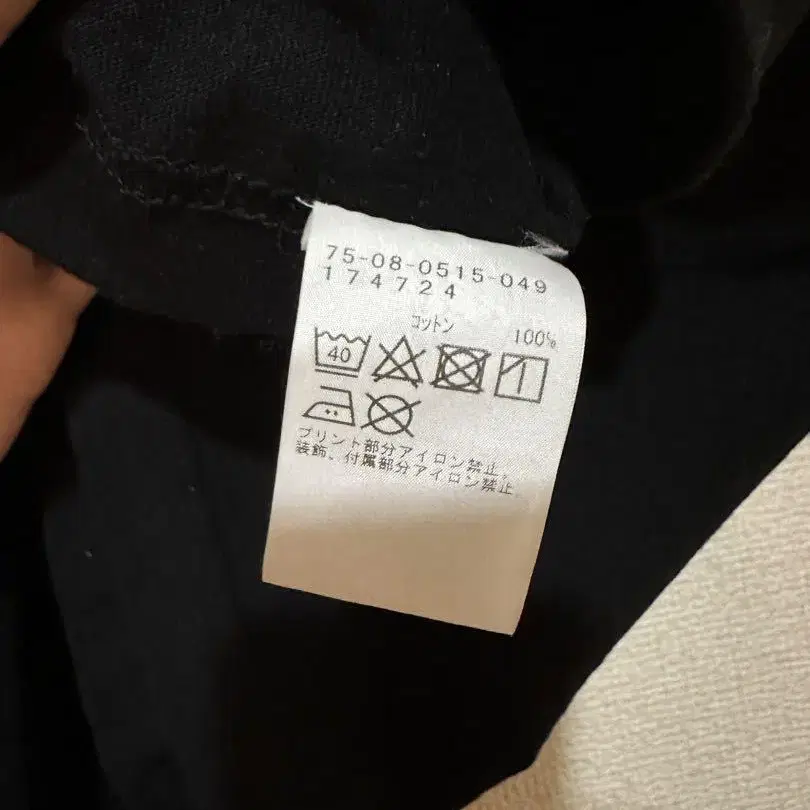 75-08-0515-049
174724
コットン 100%
40
プリント部分アイロン禁止。
装飾、付属部分アイロン禁止